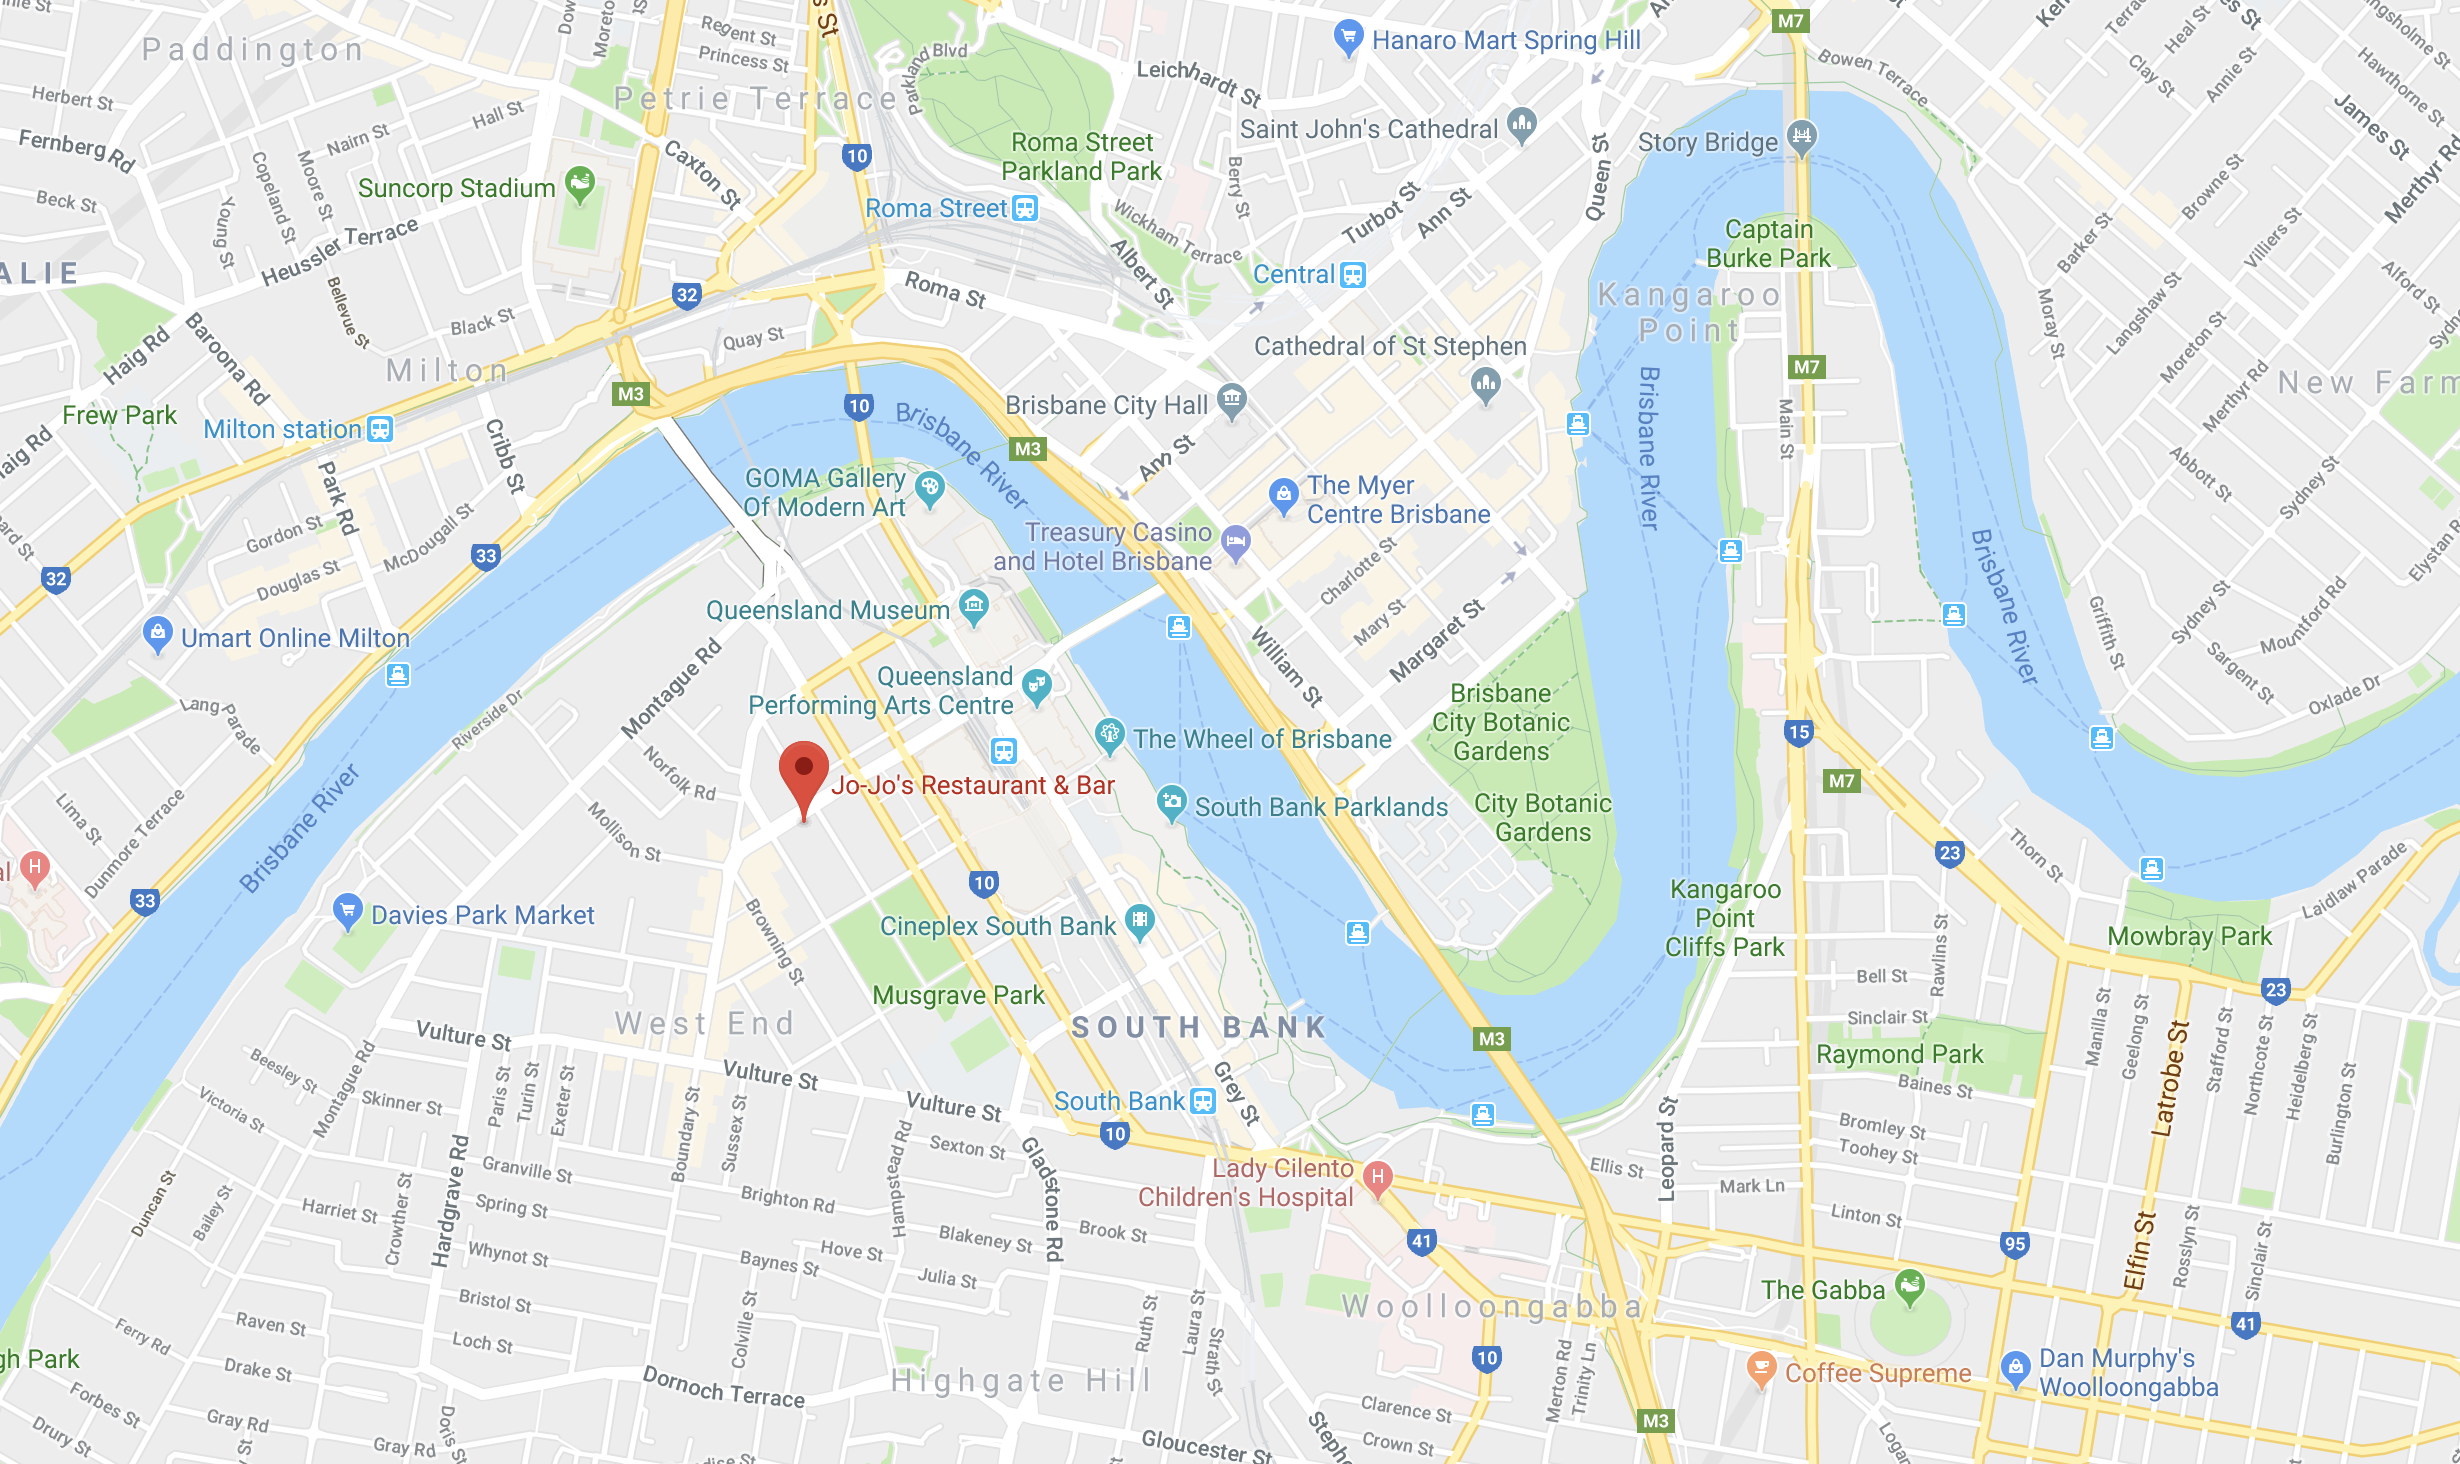 Paddington
Herbert St
Fernberg Rd
Beck St
Nairn St
Hall St
Copeland St
Moore St
Young St
Heussler Terrace
Bellevue St
Black St
Suncorp Stadium
Regent St
Princess St
Petrie Terrace
Caxton St
10
32
Parkland Blvd
Roma Street
Parkland Park
Roma Street
Leichhardt St
Hanaro Mart Spring Hill
Saint John's Cathedral
Berry St
Wickham Terrace
Albert St
Turbot St
Ann St
Queen St
Central
Roma St
Quay St
M7
Story Bridge
Bowen Terrace
Captain
Burke Park
Kangaroo
Point
M7
Main St
Terrace
Heal St
Clay St
Annie St
Hawthorne St
James St
Merthyr Rd
Browne St
Barker St
Villiers St
Langshaw St
Moray St
Moreton St
Merthyr Rd
Alford St
New Farm
Abbott St
Sydney St
Haig Rd
Baroona Rd
Milton
Frew Park
Milton station
Cribb St
Park Rd
M3
10
Brisbane River
M3
Cathedral of St Stephen
Brisbane City Hall
Ann St
GOMA Gallery
Of Modern Art
The Myer
Centre Brisbane
Treasury Casino
and Hotel Brisbane
Charlotte St
Mary St
Margaret St
William St
Brisbane River
Brisbane River
Gordon St
McDougall St
Douglas St
33
32
Umart Online Milton
Lang Parade
Riverside Dr
Montague Rd
Queensland Museum
Queensland
Performing Arts Centre
The Wheel of Brisbane
Jo-Jo's Restaurant & Bar
South Bank Parklands
Brisbane
City Botanic
Gardens
City Botanic
Gardens
Sydney St
Mountford Rd
Griffith St
Sargent St
Oxlade Dr
15
M7
23
Thorn St
Lima St
Dunmore Terrace
Brisbane River
33
Norfolk Rd
Mollison St
Davies Park Market
Browning St
10
Cineplex South Bank
Musgrave Park
SOUTH BANK
West End
Kangaroo
Point
Cliffs Park
Bell St
Rawlins St
Sinclair St
Mowbray Park
Laidlaw Parade
23
M3
Raymond Park
Baines St
Manilla St
Geelong St
Latrobe St
Stafford St
Northcote St
Heidelberg St
Burlington St
Vulture St
Beesley St
Victoria St
Montague Rd
Skinner St
Paris St
Turin St
Exeter St
Vulture St
Vulture St
South Bank
Grey St
10
Boundary St
Sussex St
Hampstead Rd
Sexton St
Gladstone Rd
Lady Cilento
Children's Hospital
Ellis St
Leopard St
Bromley St
Toohey St
Mark Ln
Linton St
Duncan St
Bailey St
Harriet St
Crowther St
Hardgrave Rd
Granville St
Spring St
Whynot St
Brighton Rd
Hove St
Blakeney St
Brook St
Baynes St
Julia St
41
95
Elfin St
Rosslyn St
Sinclair St
The Gabba
Woolloongabba
41
Bristol St
Loch St
Colville St
Raven St
Ferry Rd
Drake St
Forbes St
Gray Rd
Drury St
Gray Rd
Doris St
Dornoch Terrace
Highgate Hill
Ruth St
Laura St
Strath St
Gloucester St
10
Merton Rd
Trinity Ln
Clarence St
Crown St
M3
Coffee Supreme
Dan Murphy's
Woolloongabba